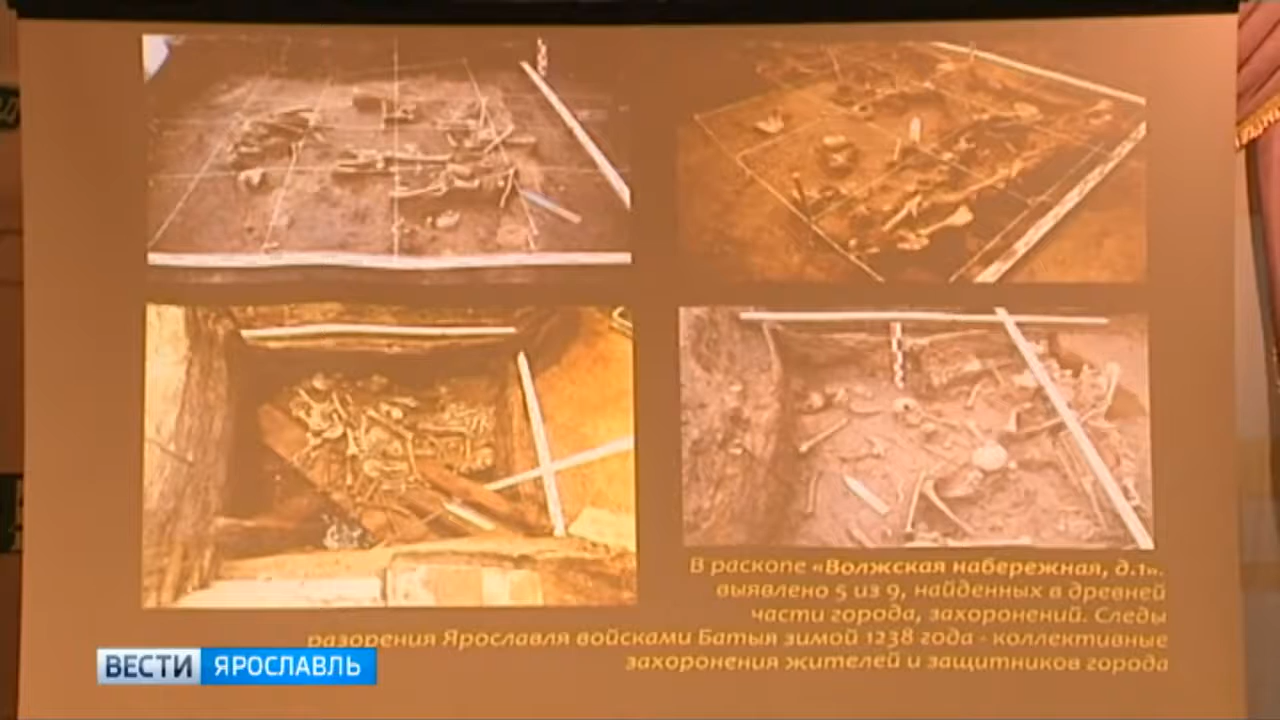 В раскопе «Волжская набережная, д.1».
выявлено 5 из 9, найденных в древней
части города, захоронений. Следы
разорения Ярославля войсками Батыя зимой 1238 года - коллективные
захоронения жителей и защитников города
ВЕСТИ ЯРОСЛАВЛЬ